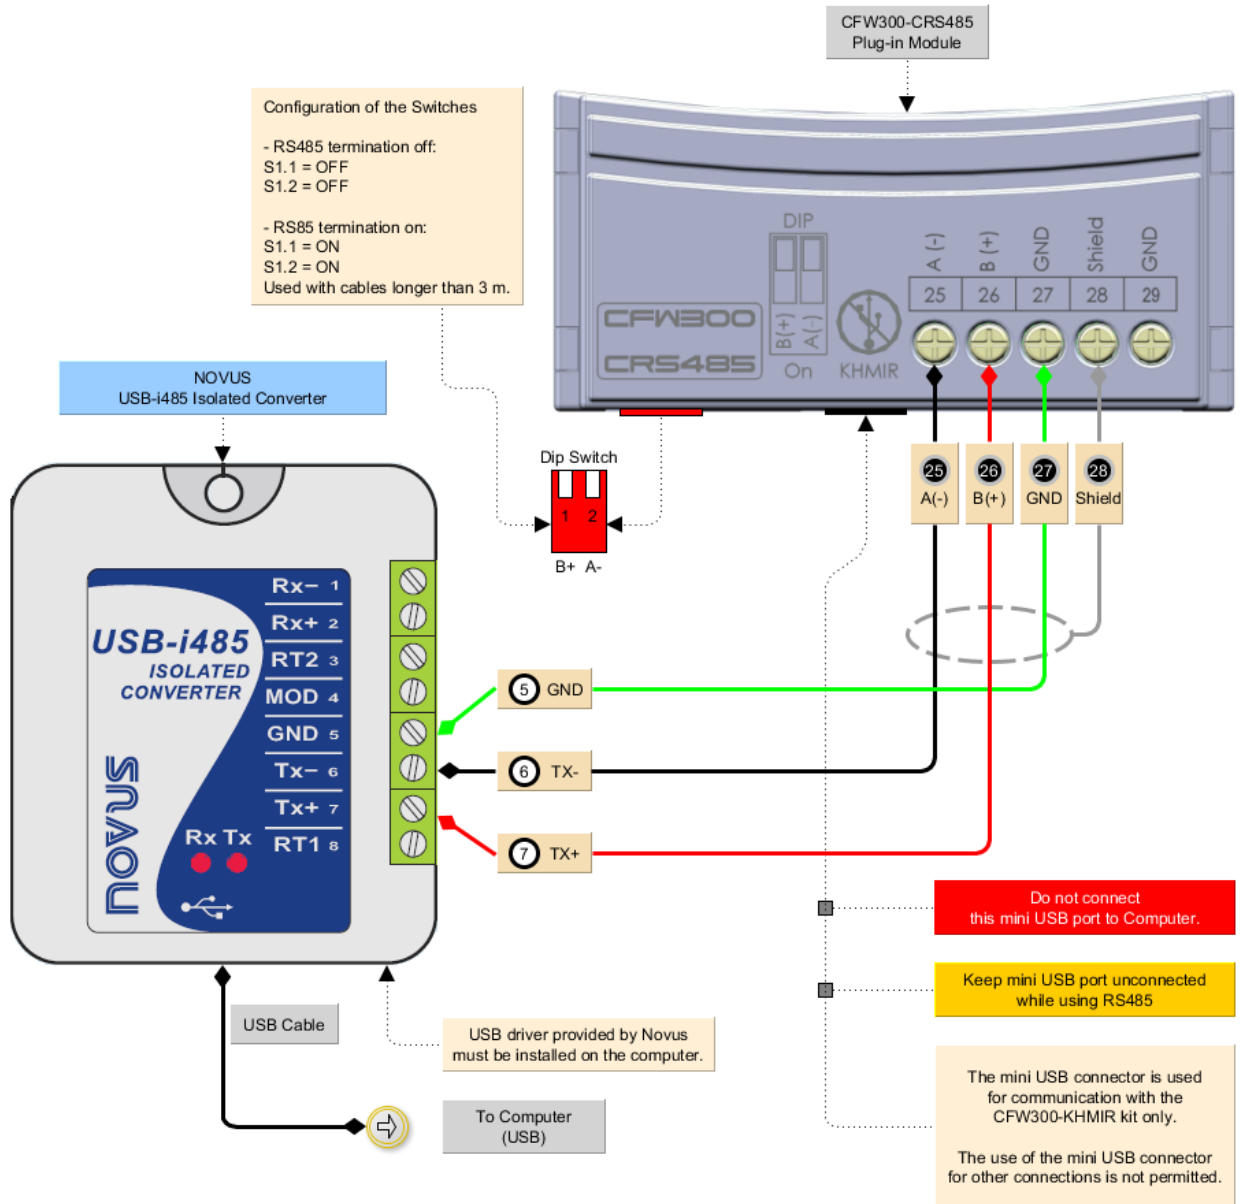 CFW300-CRS485
Plug-in Module
Configuration of the Switches
- RS485 termination off:
S1.1 = OFF
S1.2 = OFF
- RS85 termination on:
S1.1 = ON
S1.2 = ON
Used with cables longer than 3 m.
DIP
B(+)
A(-)
On
KHMIR
CFW300
CRS485
A (-)
B (+)
GND
Shield
GND
25 26 27 28 29
NOVUS
USB-i485 Isolated Converter
Dip Switch
1 2
B+ A-
25
A(-)
26
B(+)
27
GND
28
Shield
USB-i485
ISOLATED
CONVERTER
novus
Rx Tx
Rx- 1
Rx+ 2
RT2 3
MOD 4
GND 5
Tx- 6
Tx+ 7
RT1 8
5 GND
6 TX-
7 TX+
Do not connect
this mini USB port to Computer.
Keep mini USB port unconnected
while using RS485
USB Cable
USB driver provided by Novus
must be installed on the computer.
To Computer
(USB)
The mini USB connector is used
for communication with the
CFW300-KHMIR kit only.
The use of the mini USB connector
for other connections is not permitted.